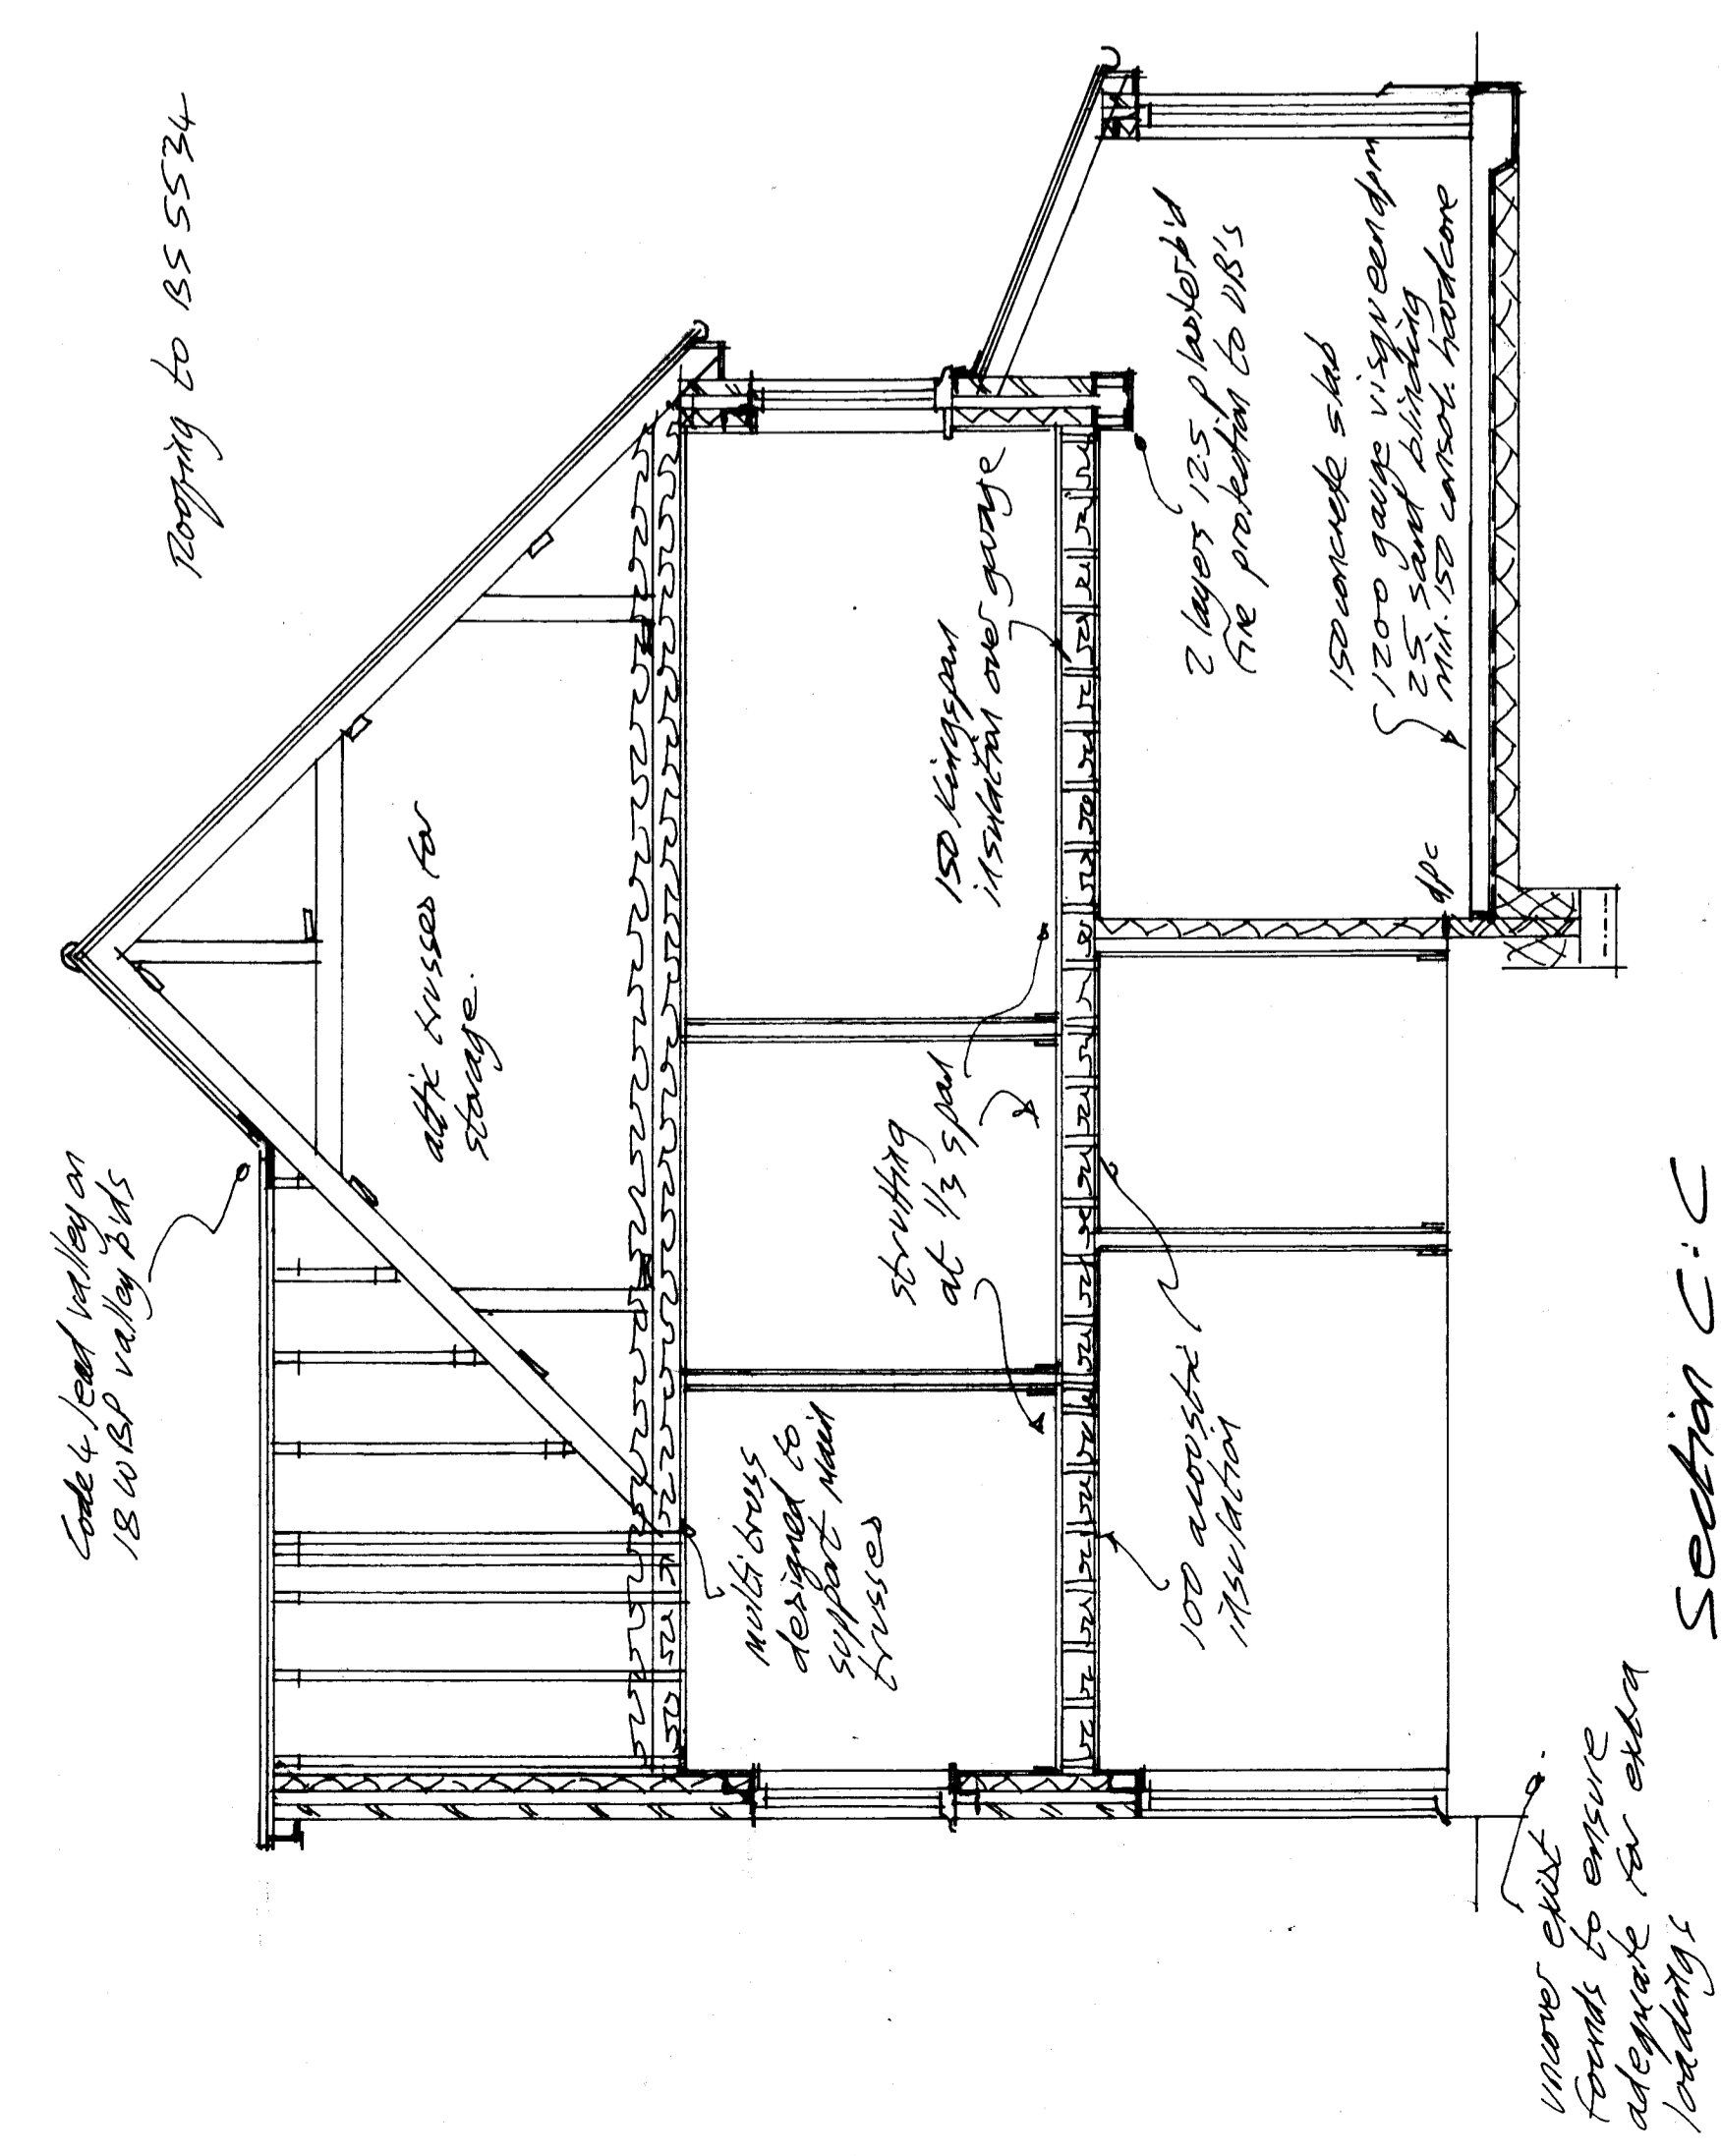 Roofing to BS 5534
Code 4 lead valley on
18 WBP valley b'ds
attic trusses for
storage.
150 Kingspan
insulation over garage
strutting
at 1/3 span
multi truss
designed to
support main
trusses
2 layers 12.5 plasterb'd
fire protection to UB's
100 acoustic
insulation
150 concrete slab
1200 gauge visqueen dpm
25 sand blinding
min. 150 consol. hardcore
dpc
uncover exist
founds to ensure
adequate for extra
loadings
Section C:C